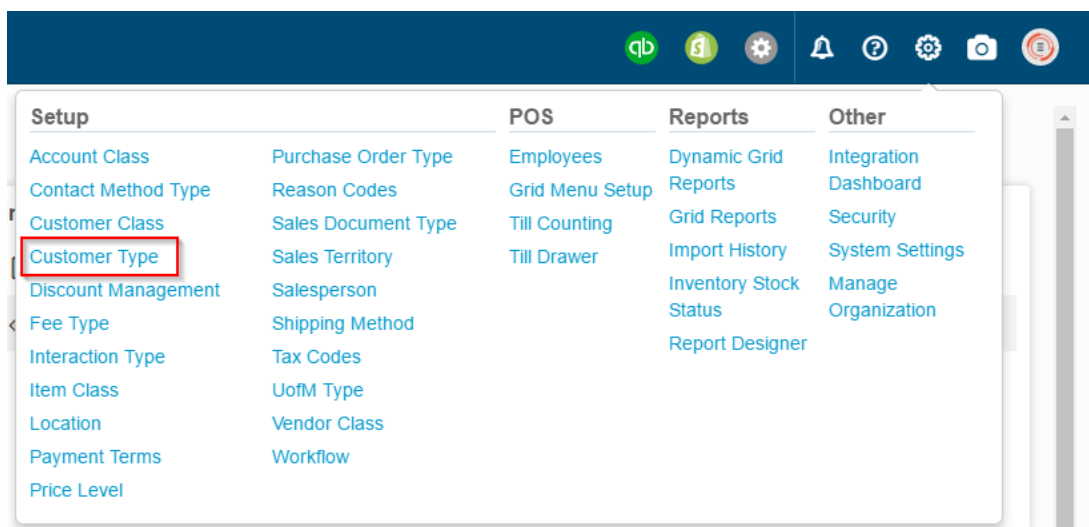 qb
Setup
Account Class
Contact Method Type
Customer Class
Customer Type
Discount Management
Fee Type
Interaction Type
Item Class
Location
Payment Terms
Price Level
Purchase Order Type
Reason Codes
Sales Document Type
Sales Territory
Salesperson
Shipping Method
Tax Codes
UofM Type
Vendor Class
Workflow
POS
Employees
Grid Menu Setup
Till Counting
Till Drawer
Reports
Dynamic Grid
Reports
Grid Reports
Import History
Inventory Stock
Status
Report Designer
Other
Integration
Dashboard
Security
System Settings
Manage
Organization